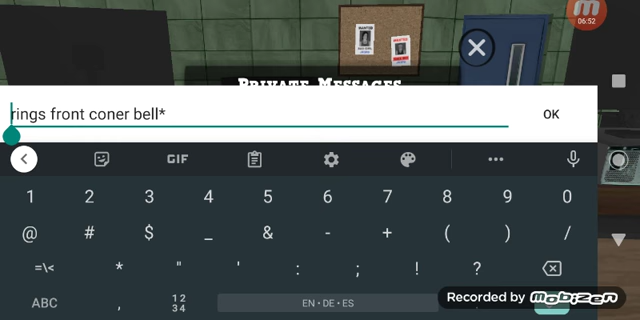 06:52
PRIVATE MESSAGES
rings front coner bell*
OK
GIF
1 2 3 4 5 6 7 8 9 0
@ # $ _ & - + ( ) /
=\< * " ' : ; ! ?
ABC , 12 34 EN • DE • ES
Recorded by Mobizen